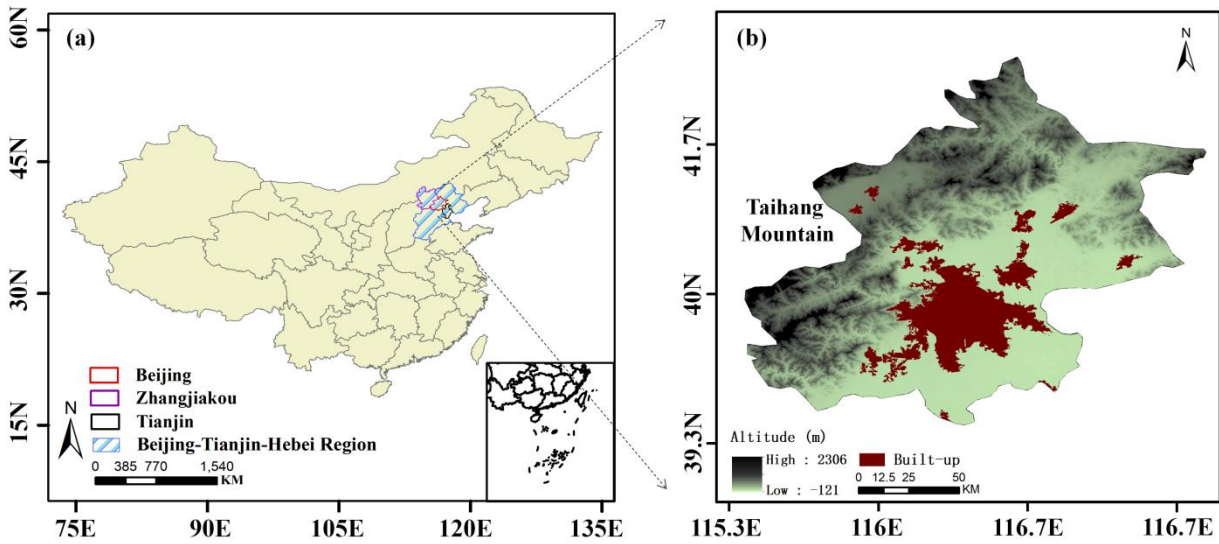 (a)
60N
45N
30N
15N
75E 90E 105E 120E 135E
N
Beijing
Zhangjiakou
Tianjin
Beijing-Tianjin-Hebei Region
0 385 770 1,540
KM
(b)
N
41.7N
40N
39.3N
Taihang
Mountain
Altitude (m)
High : 2306
Low : -121
Built-up
0 12.5 25 50
KM
115.3E 116E 116.7E 116.7E